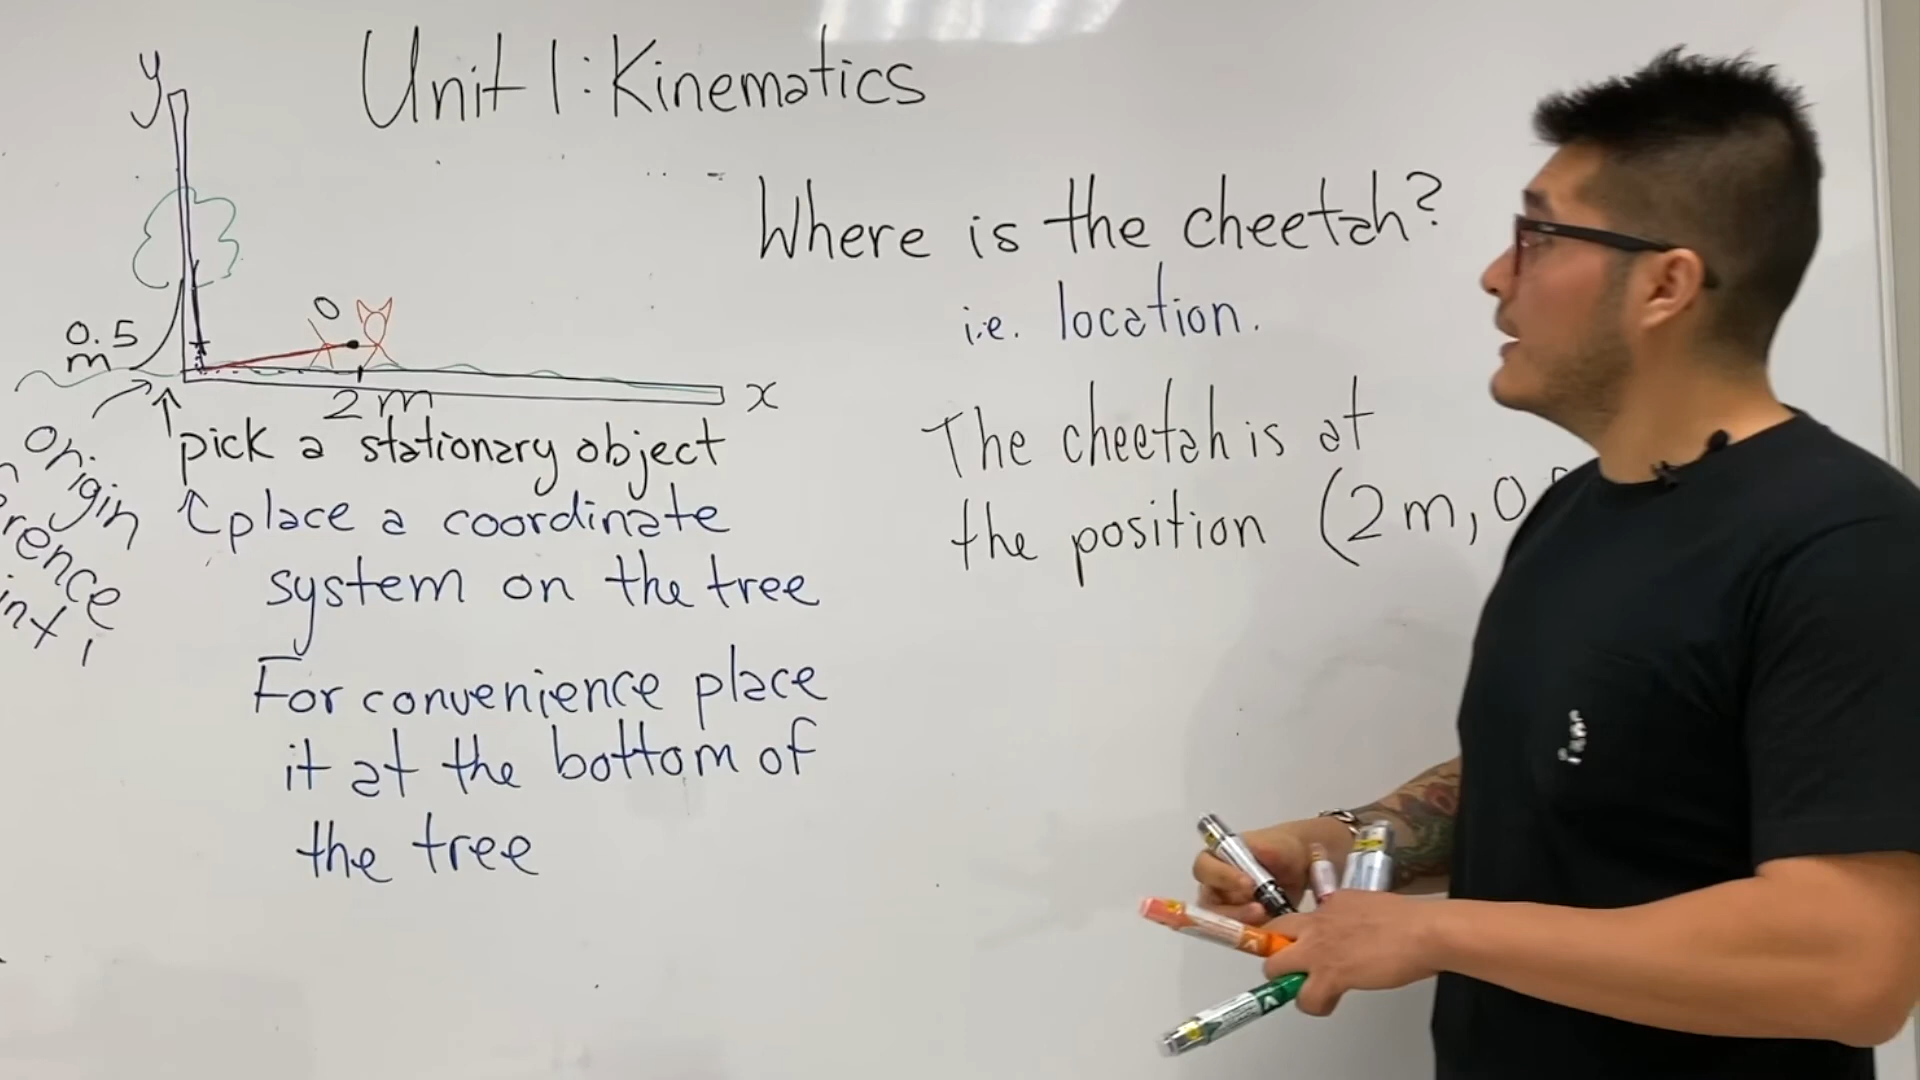 Unit 1: Kinematics
y
Where is the cheetah?
i.e. location.
0.5
m
x
2m
The cheetah is at
the position (2m, 0
pick a stationary object
place a coordinate
system on the tree
For convenience place
it at the bottom of
the tree
Origin